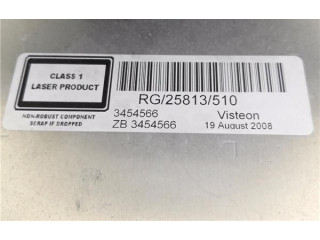 CLASS 1
LASER PRODUCT
NON-ROBUST COMPONENT
SCRAP IF DROPPED
RG/25813/510
3454566 Visteon
ZB 3454566 19 August 2008